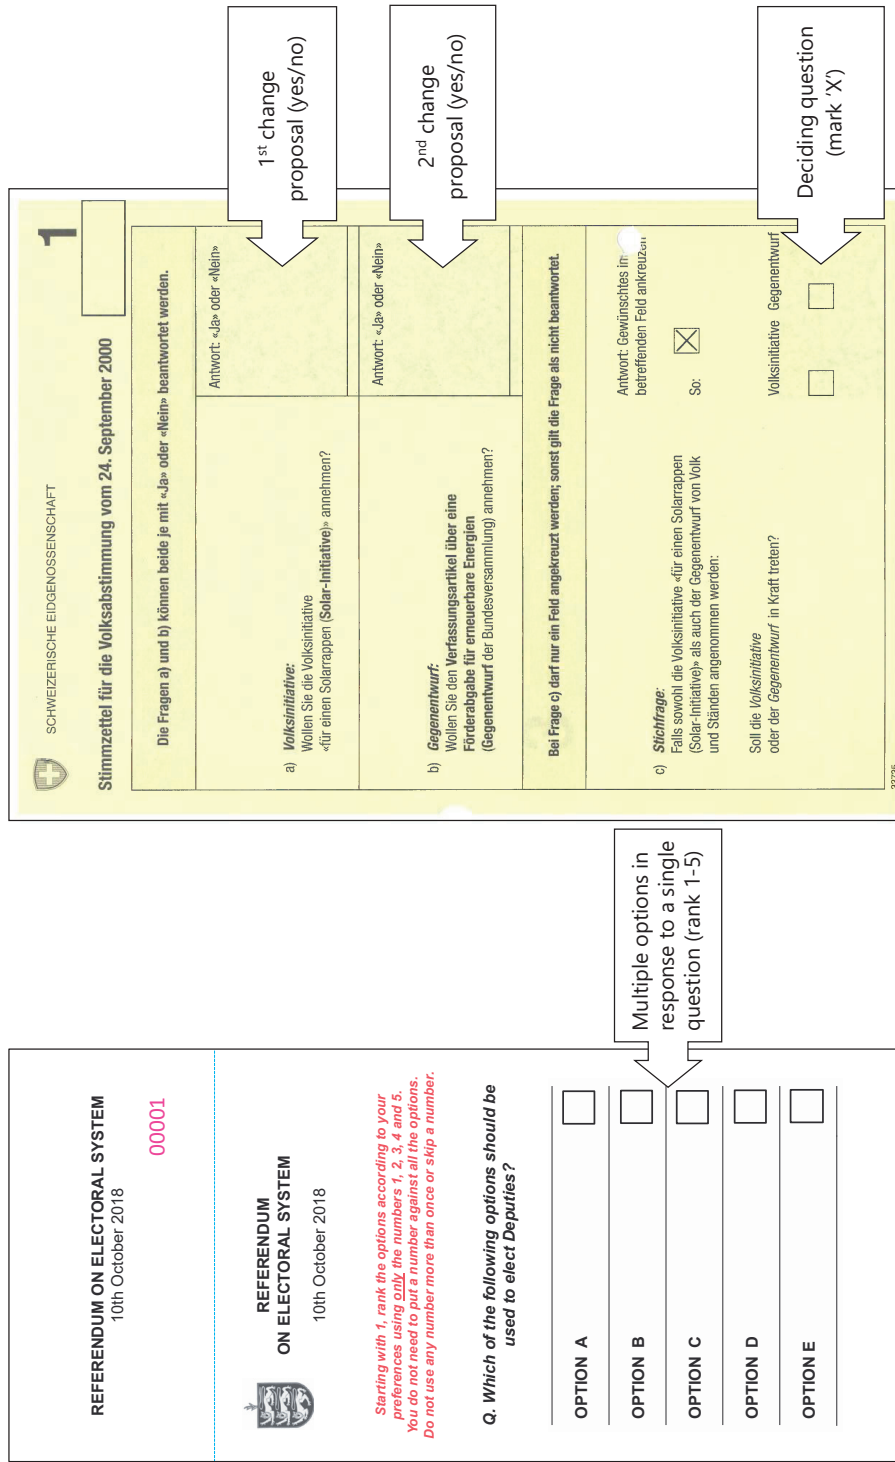 REFERENDUM ON ELECTORAL SYSTEM
10th October 2018
00001
REFERENDUM
ON ELECTORAL SYSTEM
10th October 2018
Starting with 1, rank the options according to your
preferences using only the numbers 1, 2, 3, 4 and 5.
You do not need to put a number against all the options.
Do not use any number more than once or skip a number.
Q. Which of the following options should be
used to elect Deputies?
OPTION A
OPTION B
OPTION C
OPTION D
OPTION E
Multiple options in
response to a single
question (rank 1-5)
SCHWEIZERISCHE EIDGENOSSENSCHAFT
1
Stimmzettel für die Volksabstimmung vom 24. September 2000
Die Fragen a) und b) können beide je mit «Ja» oder «Nein» beantwortet werden.
a) Volksinitiative:
Wollen Sie die Volksinitiative
«für einen Solarrappen (Solar-Initiative)» annehmen?
Antwort: «Ja» oder «Nein»
b) Gegenentwurf:
Wollen Sie den Verfassungsartikel über eine
Förderabgabe für erneuerbare Energien
(Gegenentwurf der Bundesversammlung) annehmen?
Antwort: «Ja» oder «Nein»
Bei Frage c) darf nur ein Feld angekreuzt werden; sonst gilt die Frage als nicht beantwortet.
c) Stichfrage:
Falls sowohl die Volksinitiative «für einen Solarrappen
(Solar-Initiative)» als auch der Gegenentwurf von Volk
und Ständen angenommen werden:
Soll die Volksinitiative
oder der Gegenentwurf in Kraft treten?
Antwort: Gewünschtes im
betreffenden Feld ankreuzen
So:
Volksinitiative Gegenentwurf
1st change
proposal (yes/no)
2nd change
proposal (yes/no)
Deciding question
(mark ‘X’)